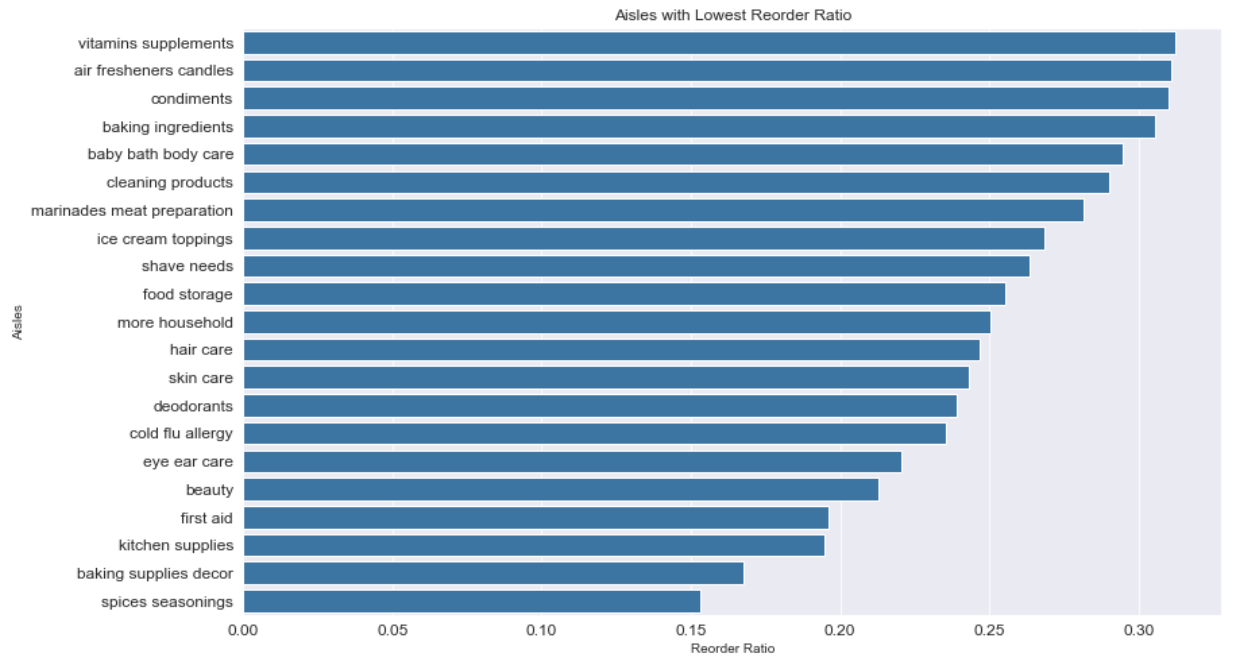 Aisles with Lowest Reorder Ratio
vitamins supplements
air fresheners candles
condiments
baking ingredients
baby bath body care
cleaning products
marinades meat preparation
ice cream toppings
shave needs
food storage
more household
hair care
skin care
deodorants
cold flu allergy
eye ear care
beauty
first aid
kitchen supplies
baking supplies decor
spices seasonings
Aisles
0.00 0.05 0.10 0.15 0.20 0.25 0.30
Reorder Ratio